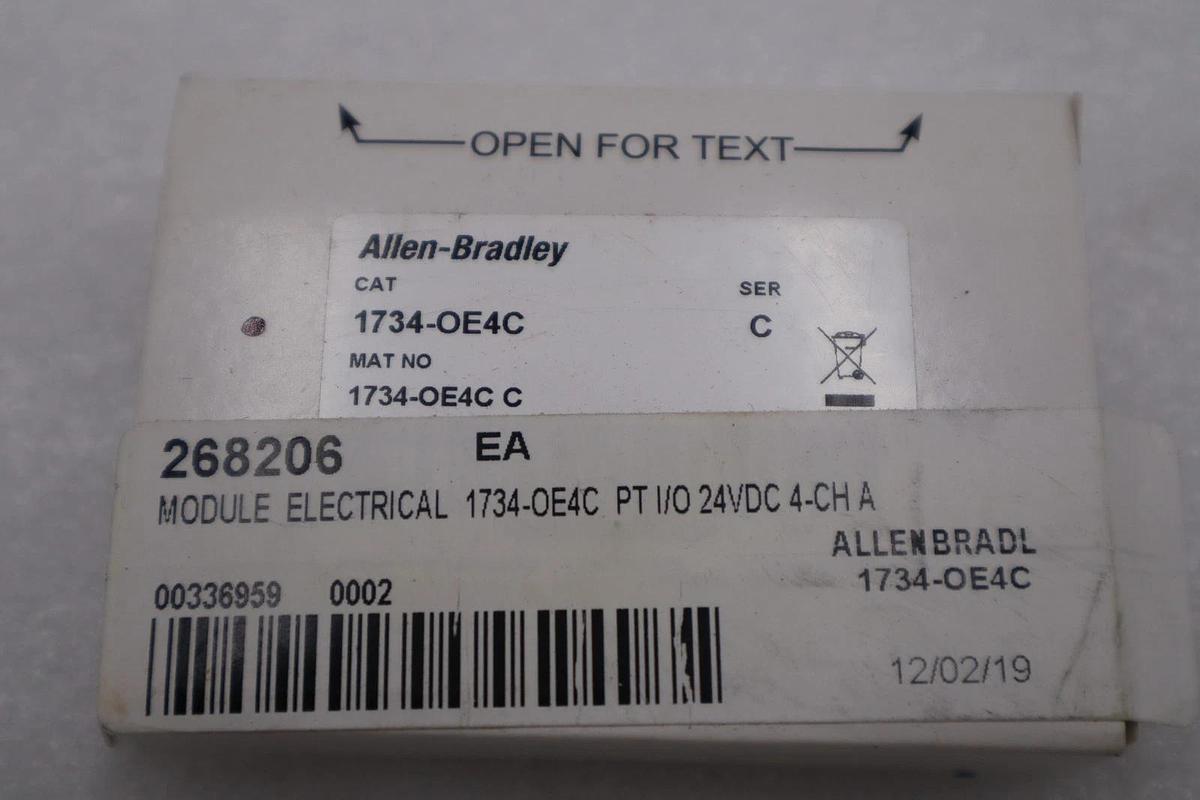 OPEN FOR TEXT
Allen-Bradley
CAT SER
1734-OE4C C
MAT NO
1734-OE4C C
268206 EA
MODULE ELECTRICAL 1734-OE4C PT I/O 24VDC 4-CH A
ALLENBRADL
1734-OE4C
00336959 0002
12/02/19